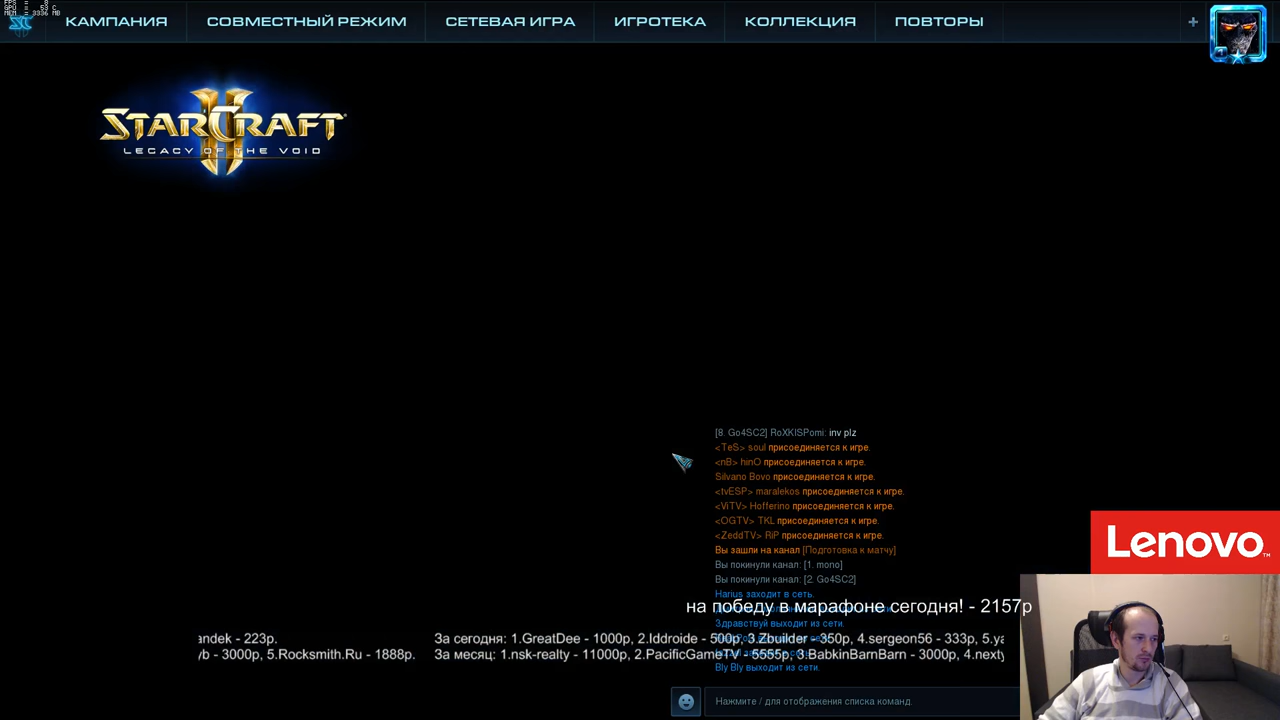 КАМПАНИЯ СОВМЕСТНЫЙ РЕЖИМ СЕТЕВАЯ ИГРА ИГРОТЕКА КОЛЛЕКЦИЯ ПОВТОРЫ +
STARCRAFT
II
LEGACY OF THE VOID
[8. Go4SC2] RoXKISPomi: inv plz
<TeS> soul присоединяется к игре.
<nB> hinO присоединяется к игре.
Silvano Bovo присоединяется к игре.
<tvESP> maralekos присоединяется к игре.
<ViTV> Hofferino присоединяется к игре.
<OGTV> TKL присоединяется к игре.
<ZeddTV> RiP присоединяется к игре.
Вы зашли на канал [Подготовка к матчу]
Вы покинули канал: [1. mono]
Вы покинули канал: [2. Go4SC2]
Harius заходит в сеть.
на победу в марафоне сегодня! - 2157р
Здравствуй выходит из сети.
andek - 223р. За сегодня: 1.GreatDee - 1000р, 2.Iddroide - 500р, 3.Zbuilder - 350р, 4.sergeon56 - 333р, 5.ya
yb - 3000р, 5.Rocksmith.Ru - 1888р. За месяц: 1.nsk-realty - 11000р, 2.PacificGameTV - 5555р, 3.BabkinBarnBarn - 3000р, 4.nexty
Bly Bly выходит из сети.
Нажмите / для отображения списка команд.
Lenovo